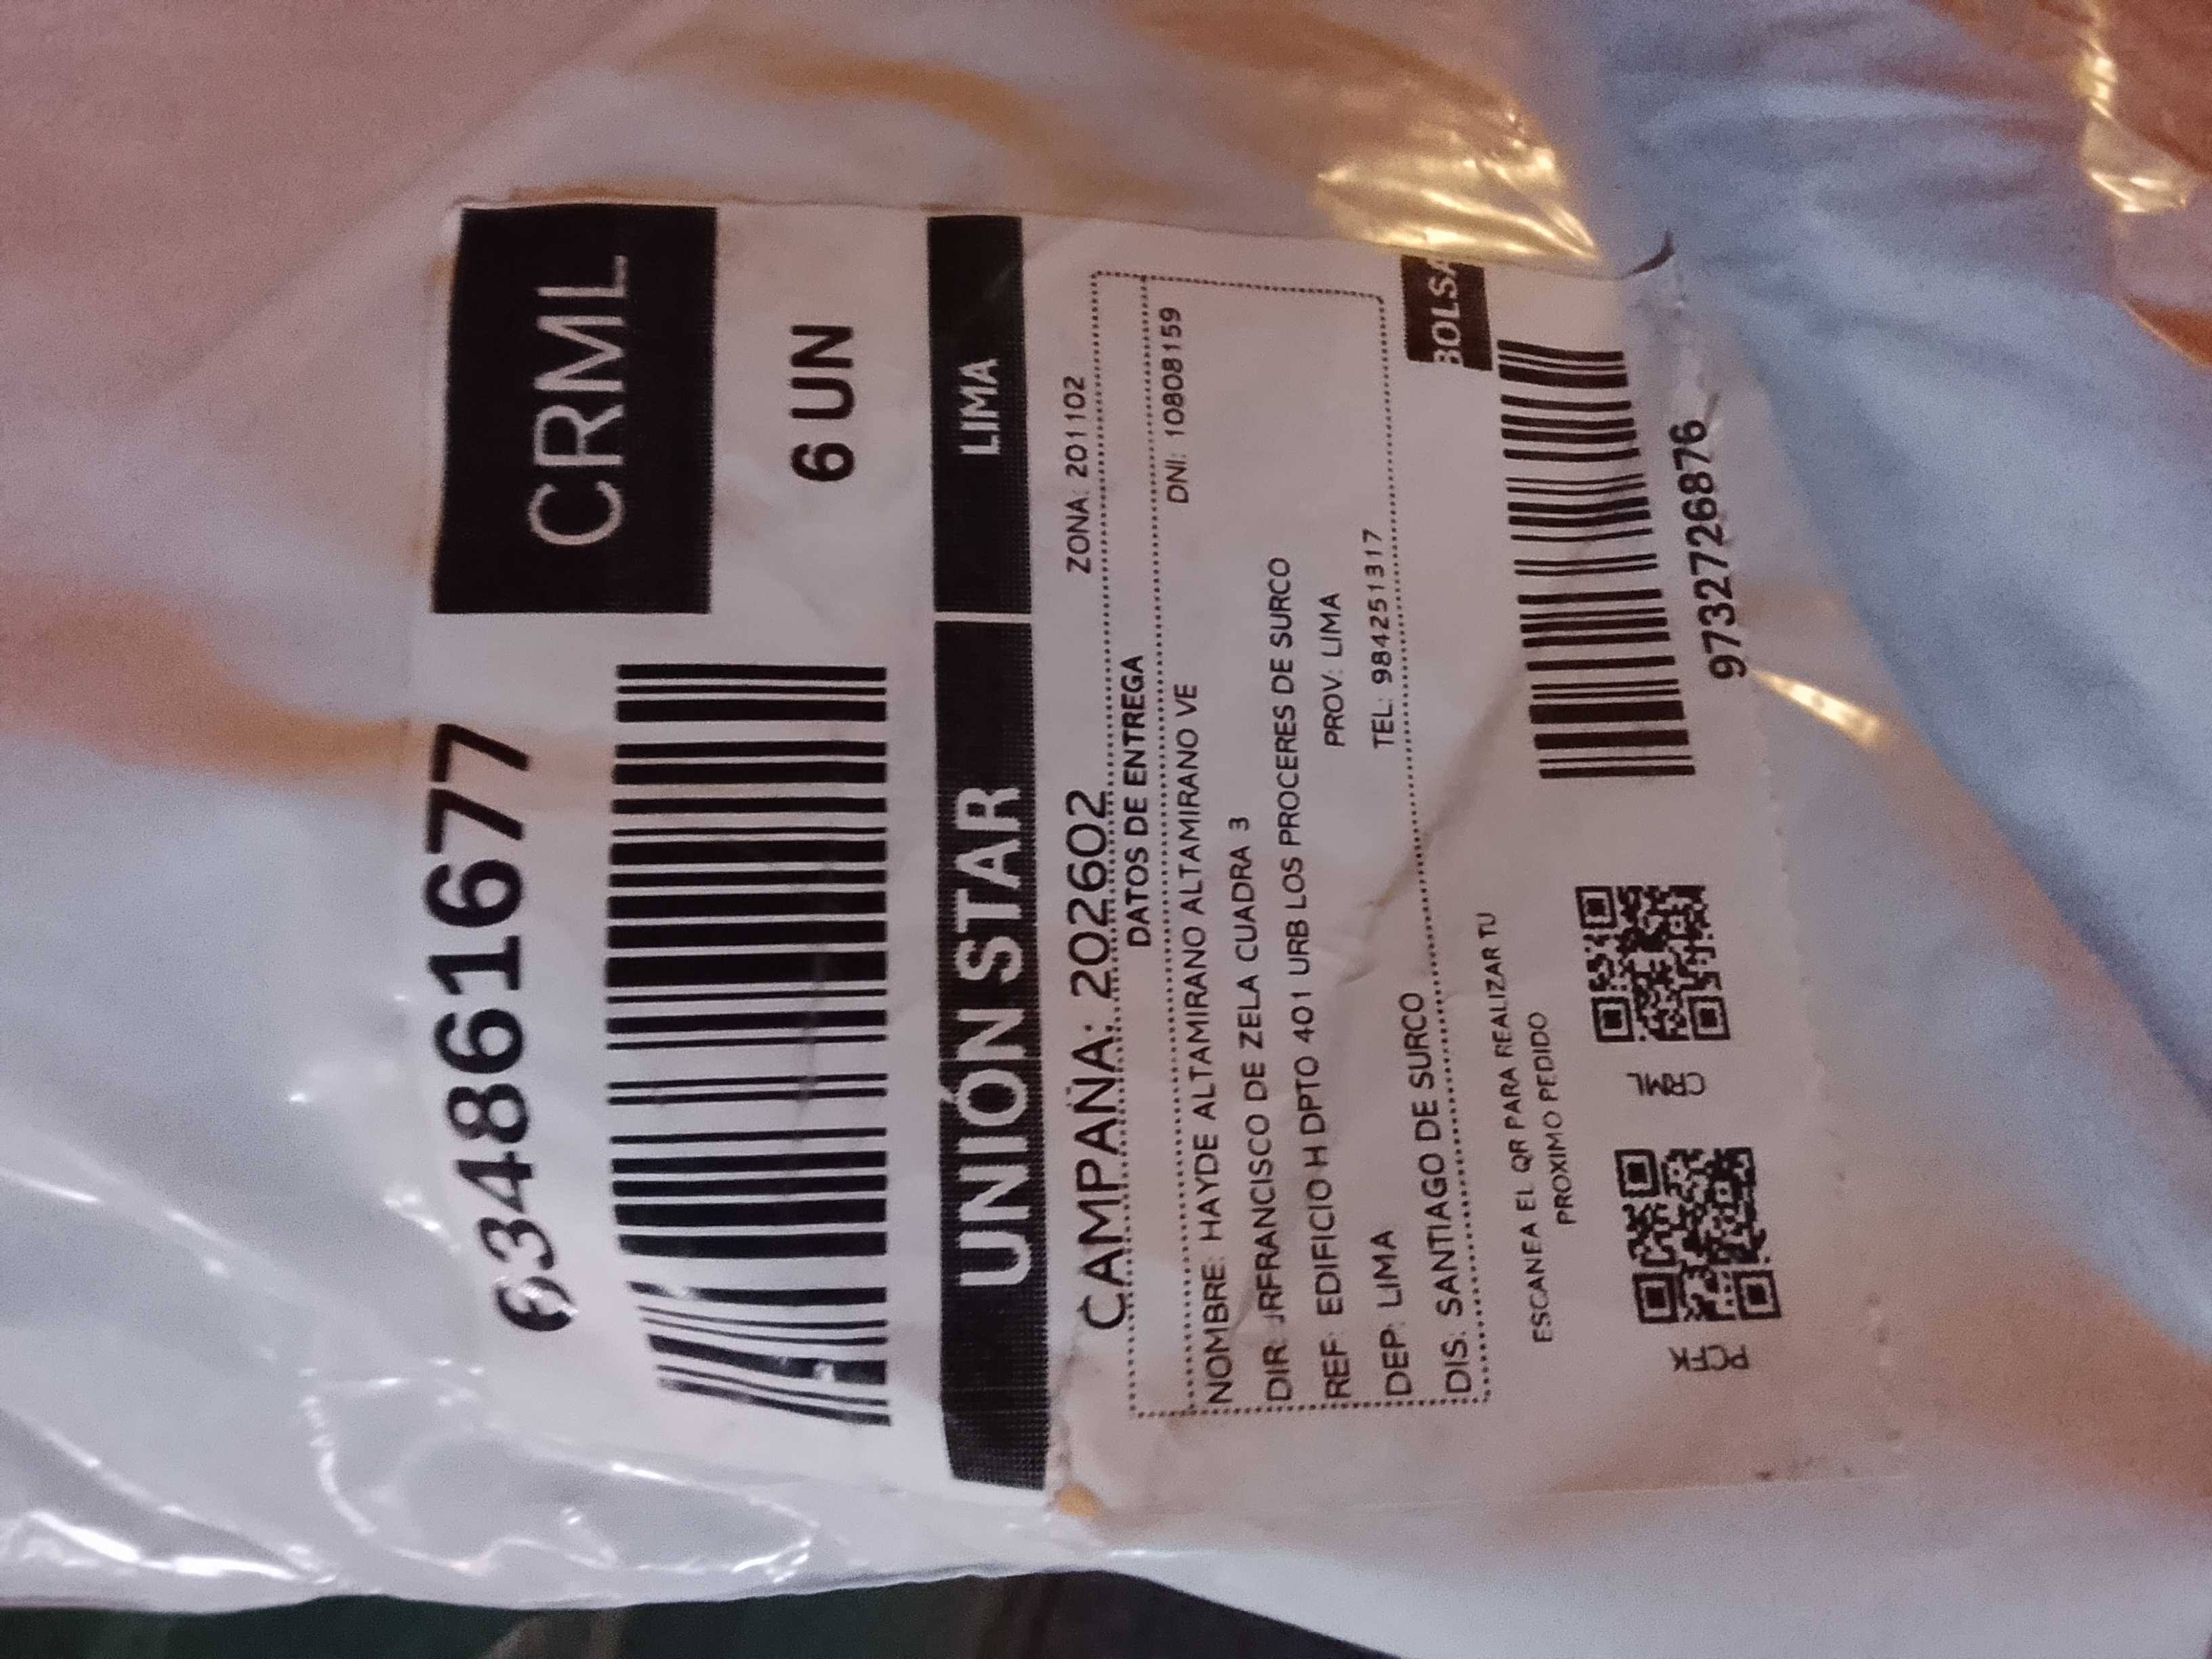 634861677
CRML
6 UN
UNIÓN STAR
LIMA
CAMPAÑA: 202602
ZONA: 201102
DATOS DE ENTREGA
NOMBRE: HAYDE ALTAMIRANO ALTAMIRANO VE
DNI: 10808159
DIR: JRFRANCISCO DE ZELA CUADRA 3
REF: EDIFICIO H DPTO 401 URB LOS PROCERES DE SURCO
DEP: LIMA
PROV: LIMA
DIS: SANTIAGO DE SURCO
TEL: 984251317
ESCANEA EL QR PARA REALIZAR TU
PROXIMO PEDIDO
BOLSA
PCFK
CRML
97327726876